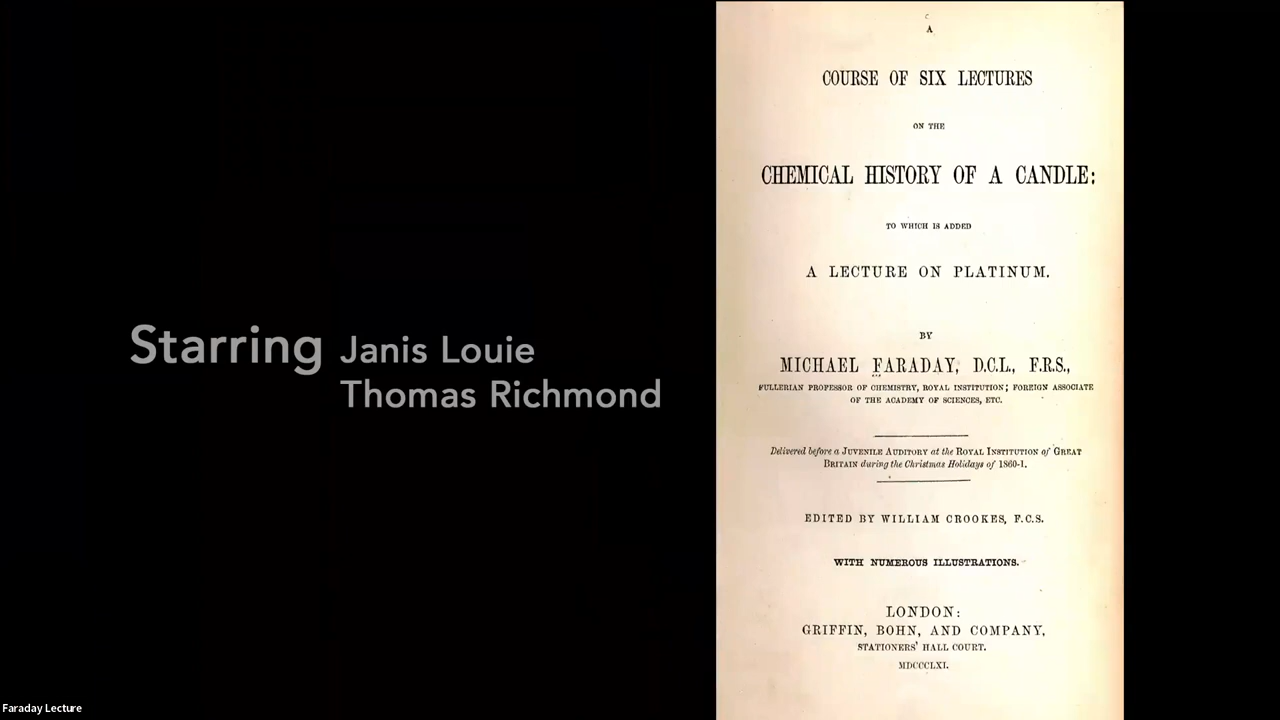 Starring Janis Louie
Thomas Richmond
A
COURSE OF SIX LECTURES
ON THE
CHEMICAL HISTORY OF A CANDLE:
TO WHICH IS ADDED
A LECTURE ON PLATINUM.
BY
MICHAEL FARADAY, D.C.L., F.R.S.,
FULLERIAN PROFESSOR OF CHEMISTRY, ROYAL INSTITUTION; FOREIGN ASSOCIATE
OF THE ACADEMY OF SCIENCES, ETC.
Delivered before a JUVENILE AUDITORY at the ROYAL INSTITUTION of GREAT
BRITAIN during the Christmas Holidays of 1860-1.
EDITED BY WILLIAM CROOKES, F.C.S.
WITH NUMEROUS ILLUSTRATIONS.
LONDON:
GRIFFIN, BOHN, AND COMPANY,
STATIONERS' HALL COURT.
MDCCCLXI.
Faraday Lecture